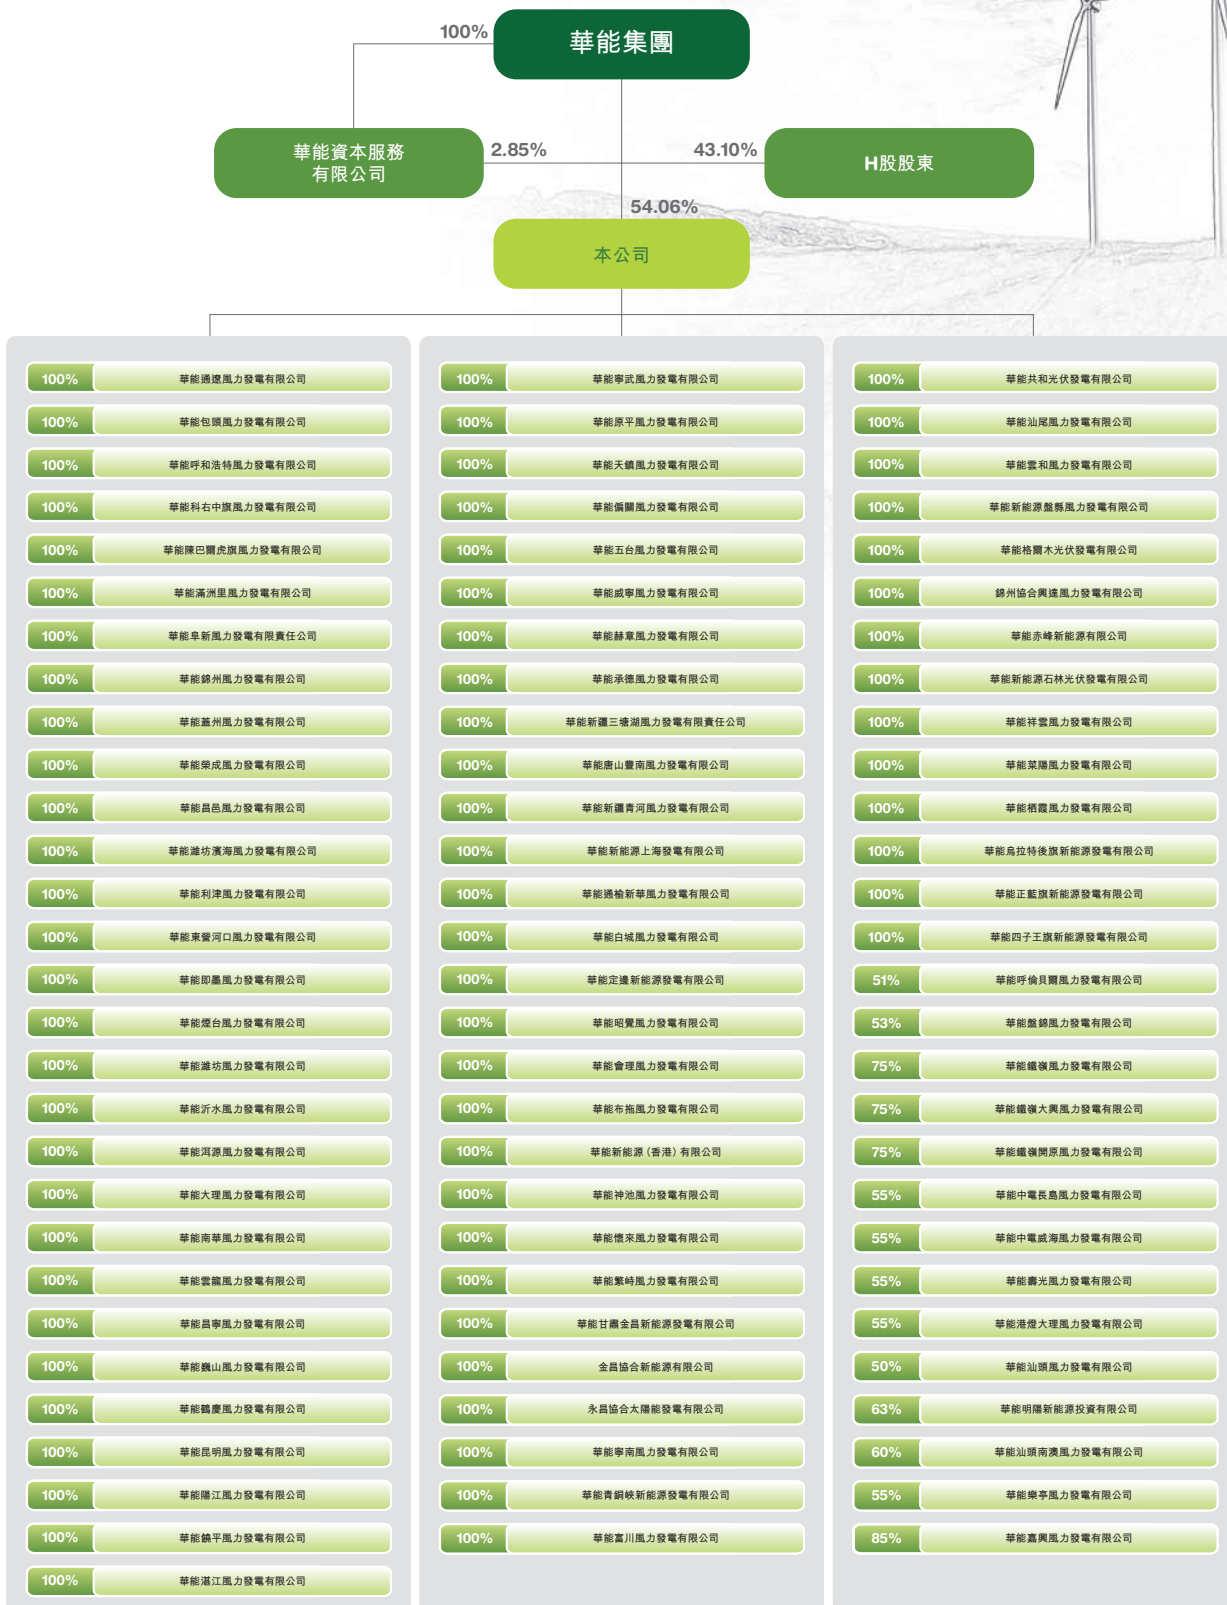 華能集團
100%
華能資本服務
有限公司
2.85%
43.10%
H股股東
54.06%
本公司
100% 華能通遼風力發電有限公司
100% 華能包頭風力發電有限公司
100% 華能呼和浩特風力發電有限公司
100% 華能科右中旗風力發電有限公司
100% 華能陳巴爾虎旗風力發電有限公司
100% 華能滿洲里風力發電有限公司
100% 華能阜新風力發電有限責任公司
100% 華能錦州風力發電有限公司
100% 華能蓋州風力發電有限公司
100% 華能榮成風力發電有限公司
100% 華能昌邑風力發電有限公司
100% 華能濰坊濱海風力發電有限公司
100% 華能利津風力發電有限公司
100% 華能東營河口風力發電有限公司
100% 華能即墨風力發電有限公司
100% 華能煙台風力發電有限公司
100% 華能濰坊風力發電有限公司
100% 華能沂水風力發電有限公司
100% 華能洱源風力發電有限公司
100% 華能大理風力發電有限公司
100% 華能南華風力發電有限公司
100% 華能雲龍風力發電有限公司
100% 華能昌寧風力發電有限公司
100% 華能巍山風力發電有限公司
100% 華能鶴慶風力發電有限公司
100% 華能昆明風力發電有限公司
100% 華能陽江風力發電有限公司
100% 華能饒平風力發電有限公司
100% 華能湛江風力發電有限公司
100% 華能寧武風力發電有限公司
100% 華能原平風力發電有限公司
100% 華能天鎮風力發電有限公司
100% 華能偏關風力發電有限公司
100% 華能五台風力發電有限公司
100% 華能威寧風力發電有限公司
100% 華能赫章風力發電有限公司
100% 華能承德風力發電有限公司
100% 華能新疆三塘湖風力發電有限責任公司
100% 華能唐山豐南風力發電有限公司
100% 華能新疆青河風力發電有限公司
100% 華能新能源上海發電有限公司
100% 華能通榆新華風力發電有限公司
100% 華能白城風力發電有限公司
100% 華能定邊新能源發電有限公司
100% 華能昭覺風力發電有限公司
100% 華能會理風力發電有限公司
100% 華能布拖風力發電有限公司
100% 華能新能源（香港）有限公司
100% 華能神池風力發電有限公司
100% 華能懷來風力發電有限公司
100% 華能繁峙風力發電有限公司
100% 華能甘肅金昌新能源發電有限公司
100% 金昌協合新能源有限公司
100% 永昌協合太陽能發電有限公司
100% 華能寧南風力發電有限公司
100% 華能青銅峽新能源發電有限公司
100% 華能富川風力發電有限公司
100% 華能共和光伏發電有限公司
100% 華能汕尾風力發電有限公司
100% 華能雲和風力發電有限公司
100% 華能新能源盤縣風力發電有限公司
100% 華能格爾木光伏發電有限公司
100% 錦州協合興達風力發電有限公司
100% 華能赤峰新能源有限公司
100% 華能新能源石林光伏發電有限公司
100% 華能祥雲風力發電有限公司
100% 華能萊陽風力發電有限公司
100% 華能栖霞風力發電有限公司
100% 華能烏拉特後旗新能源發電有限公司
100% 華能正藍旗新能源發電有限公司
100% 華能四子王旗新能源發電有限公司
51% 華能呼倫貝爾風力發電有限公司
53% 華能盤錦風力發電有限公司
75% 華能鐵嶺風力發電有限公司
75% 華能鐵嶺大興風力發電有限公司
75% 華能鐵嶺開原風力發電有限公司
55% 華能中電長島風力發電有限公司
55% 華能中電威海風力發電有限公司
55% 華能壽光風力發電有限公司
55% 華能港燈大理風力發電有限公司
50% 華能汕頭風力發電有限公司
63% 華能明陽新能源投資有限公司
60% 華能汕頭南澳風力發電有限公司
55% 華能樂亭風力發電有限公司
85% 華能嘉興風力發電有限公司